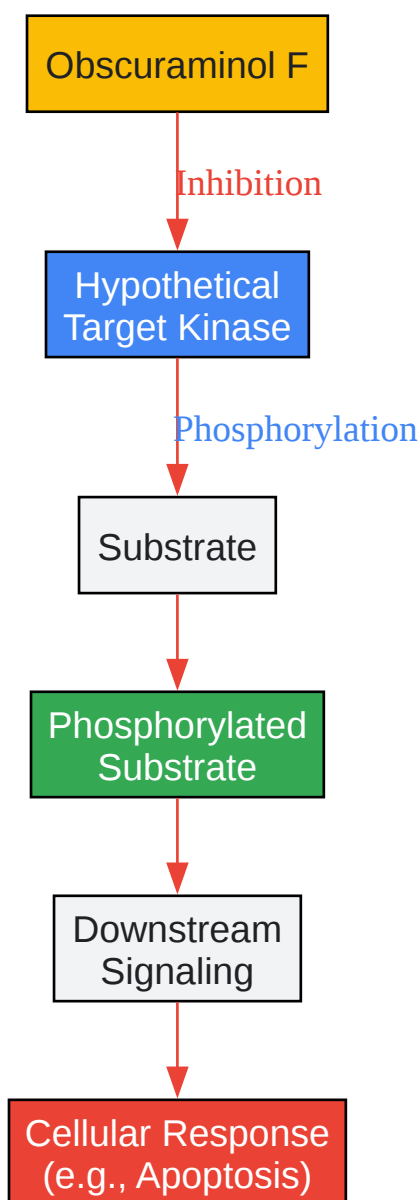 Obscuraminol F
Inhibition
Hypothetical
Target Kinase
Phosphorylation
Substrate
Phosphorylated
Substrate
Downstream
Signaling
Cellular Response
(e.g., Apoptosis)